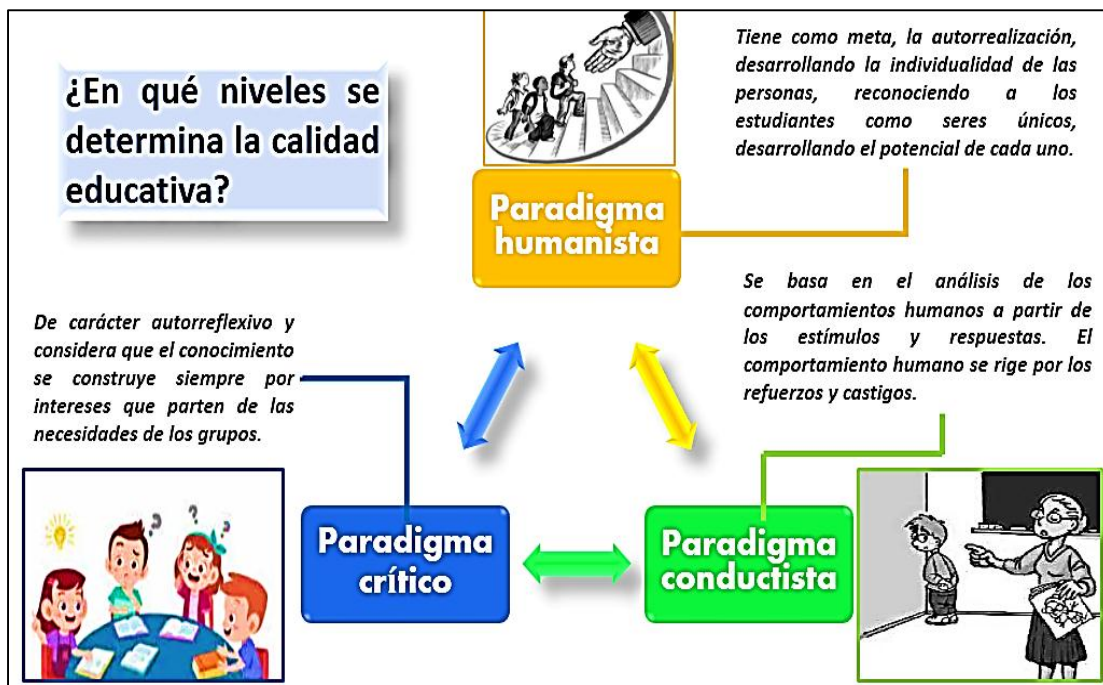 ¿En qué niveles se
determina la calidad
educativa?
Tiene como meta, la autorrealización,
desarrollando la individualidad de las
personas, reconociendo a los
estudiantes como seres únicos,
desarrollando el potencial de cada uno.
Paradigma
humanista
De carácter autorreflexivo y
considera que el conocimiento
se construye siempre por
intereses que parten de las
necesidades de los grupos.
Se basa en el análisis de los
comportamientos humanos a partir de
los estímulos y respuestas. El
comportamiento humano se rige por los
refuerzos y castigos.
Paradigma
crítico
Paradigma
conductista